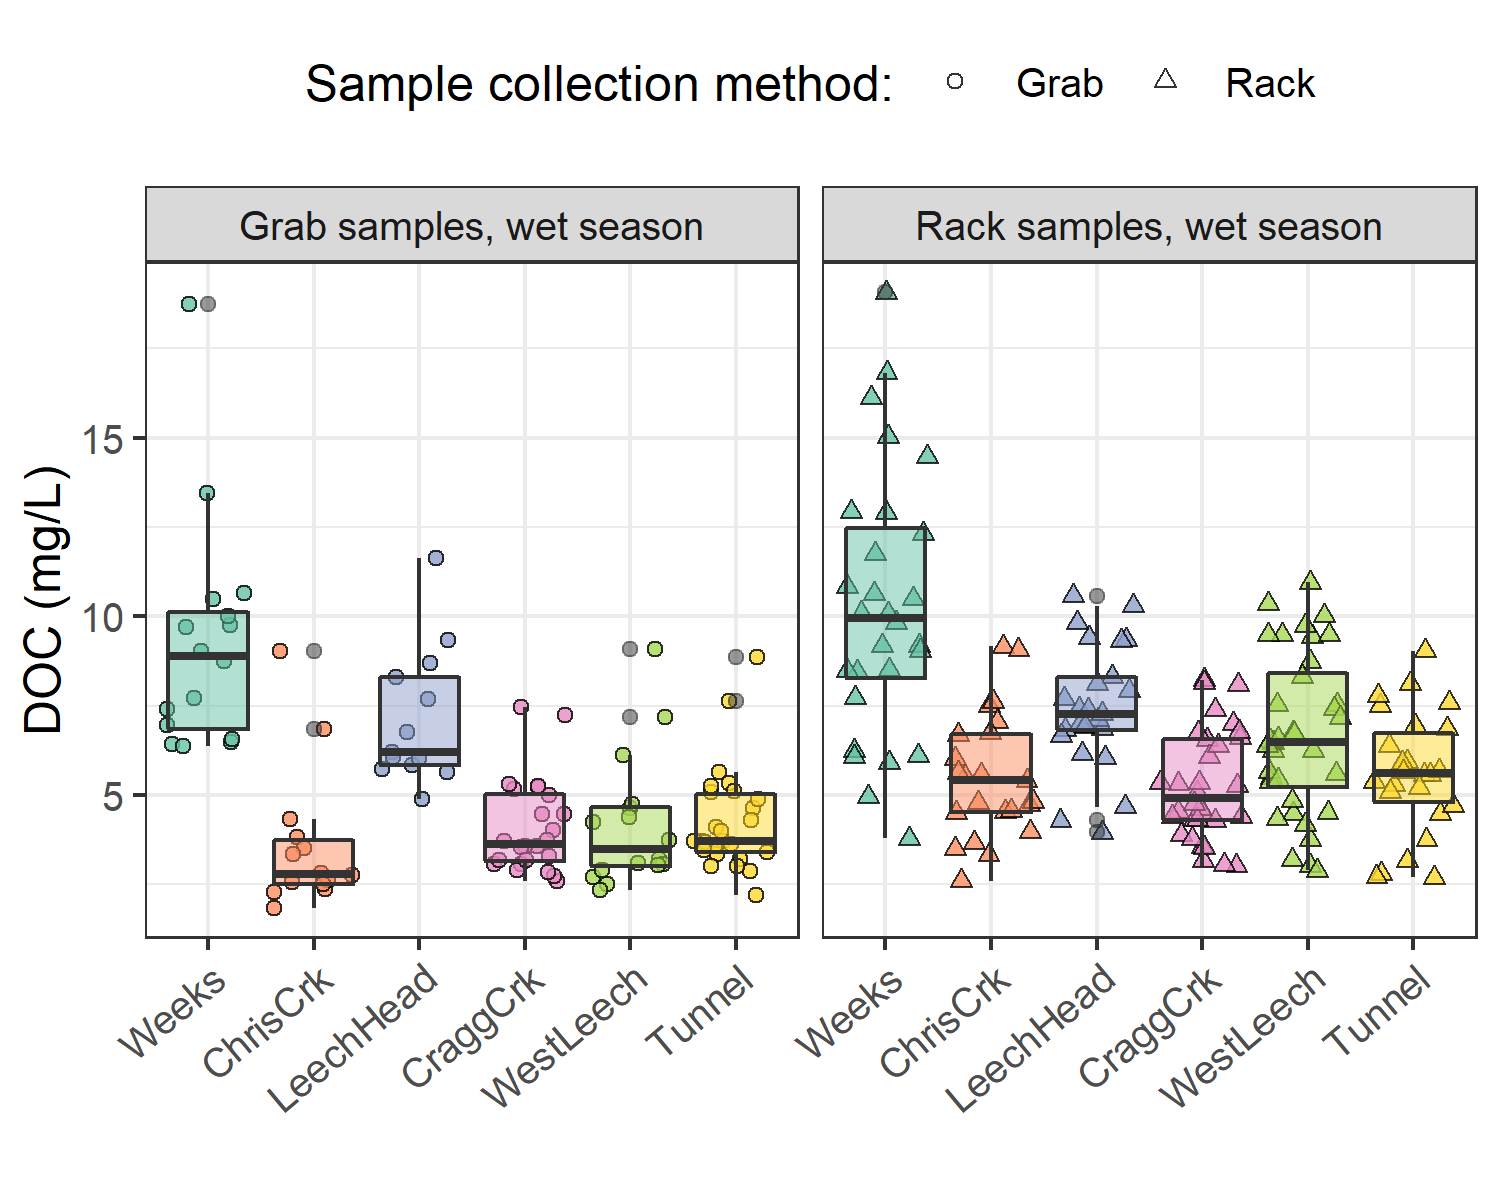 Sample collection method: Grab Rack
Grab samples, wet season
Rack samples, wet season
DOC (mg/L)
15
10
5
Weeks
ChrisCrk
LeechHead
CraggCrk
WestLeech
Tunnel
Weeks
ChrisCrk
LeechHead
CraggCrk
WestLeech
Tunnel